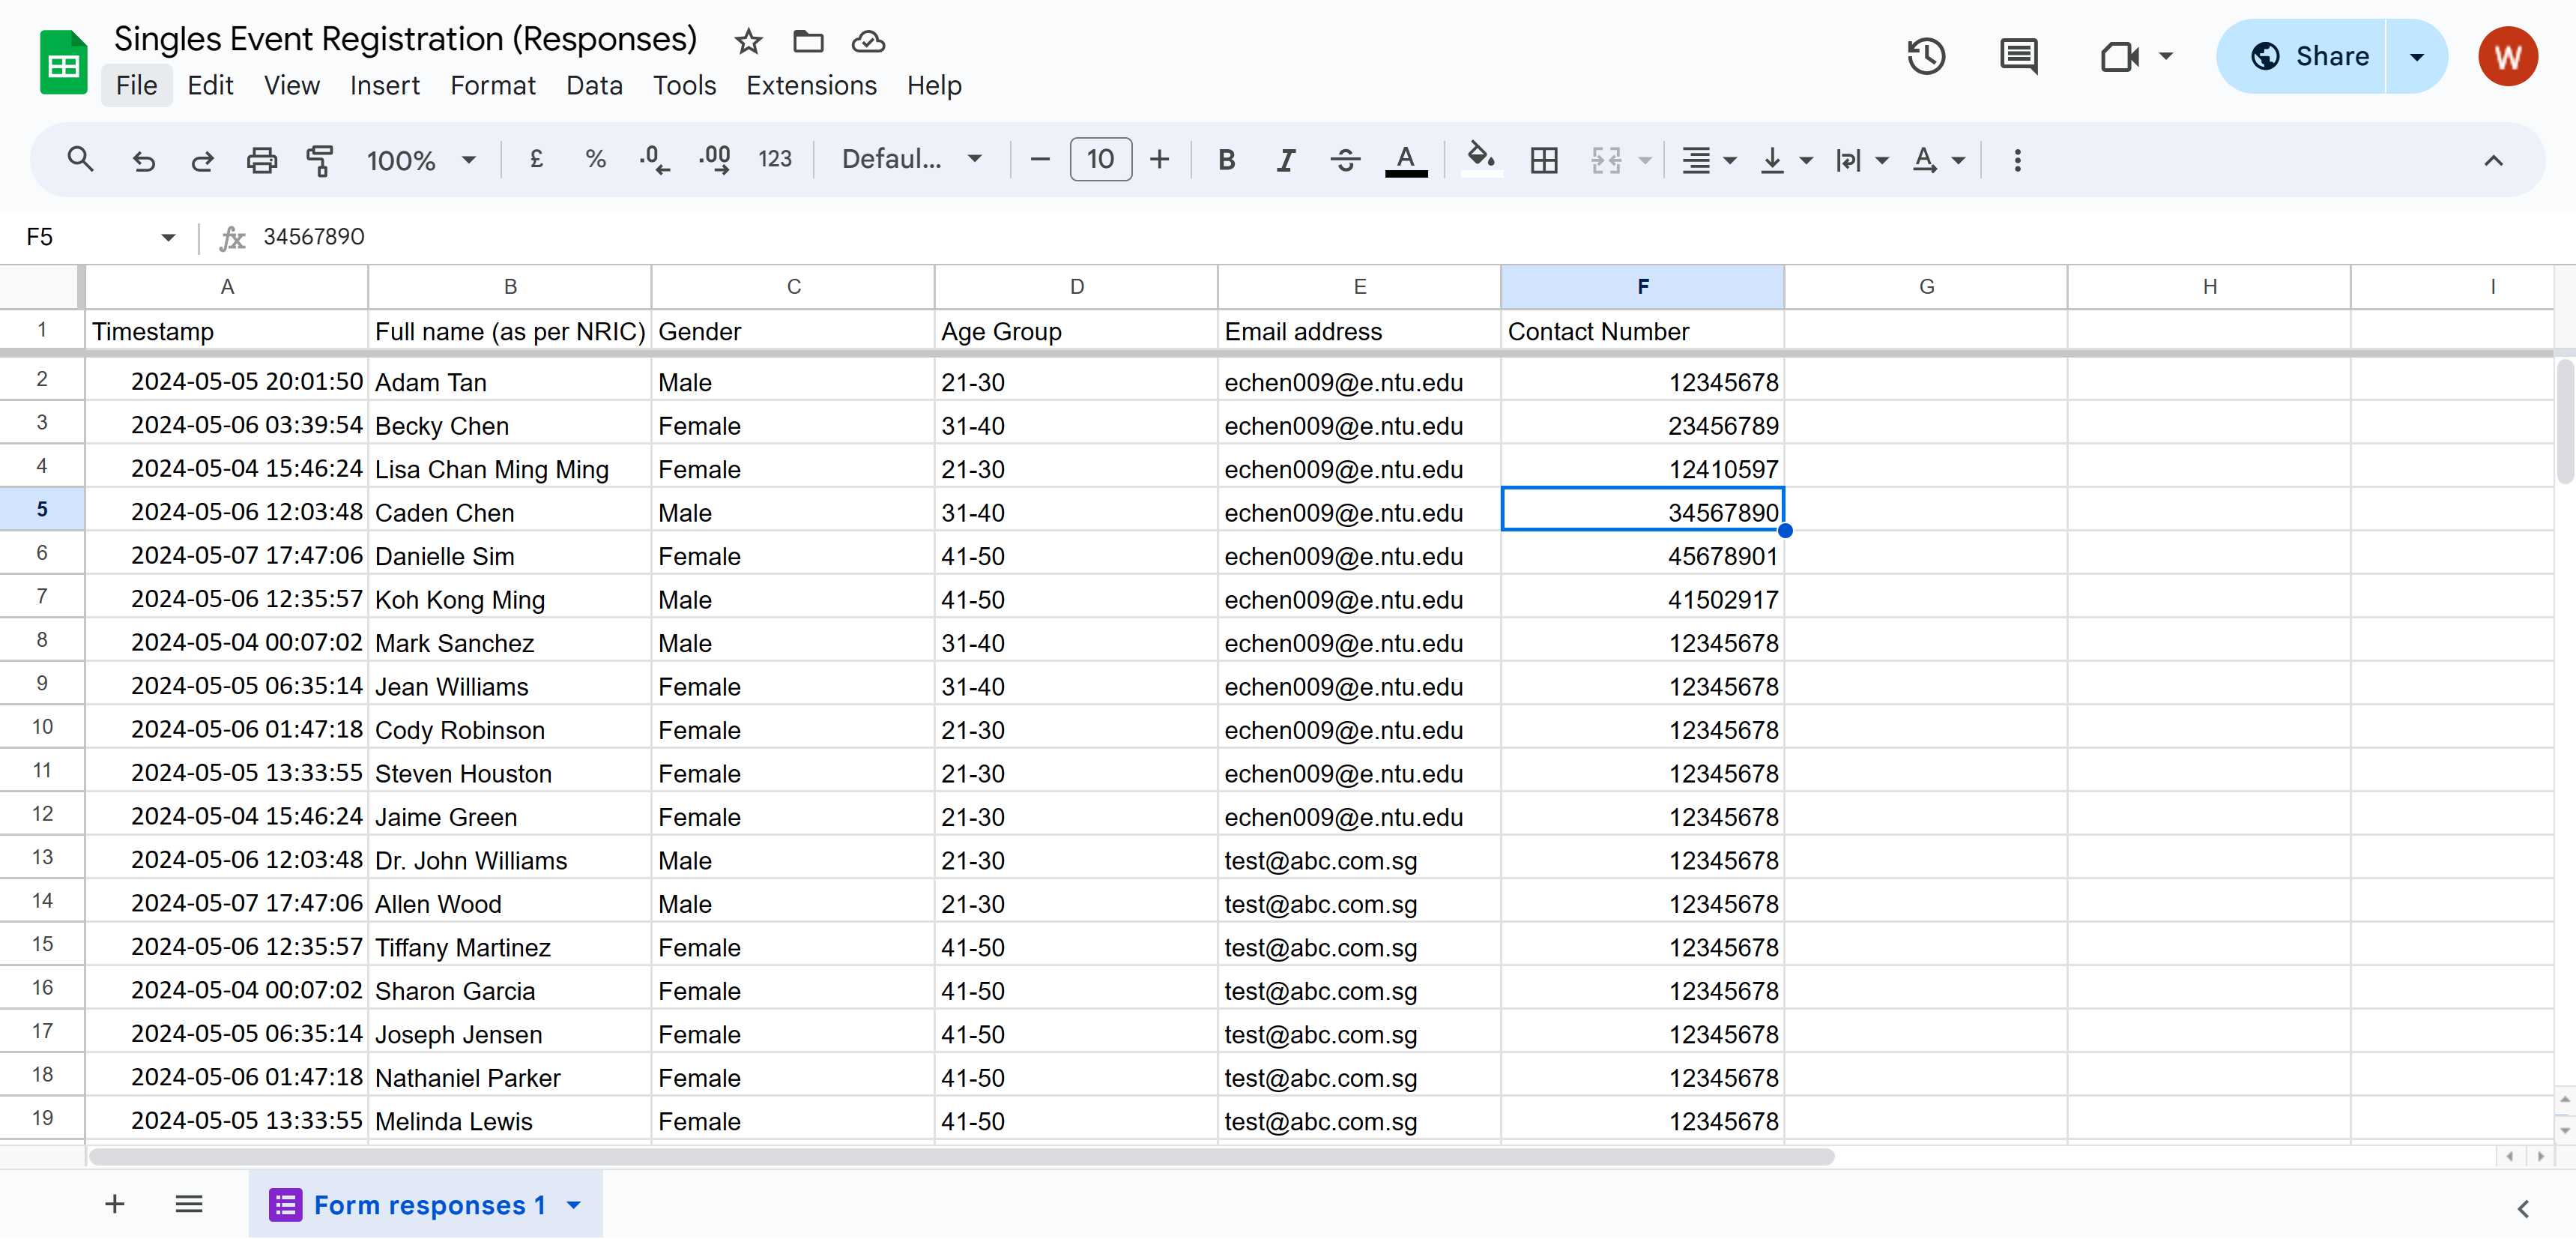 Singles Event Registration (Responses)
File Edit View Insert Format Data Tools Extensions Help
Share
W
100% £ % .0 .00 123 Defaul... 10 B I A A
F5 fx 34567890
A B C D E F G H I
1 Timestamp Full name (as per NRIC) Gender Age Group Email address Contact Number
2 2024-05-05 20:01:50 Adam Tan Male 21-30 echen009@e.ntu.edu 12345678
3 2024-05-06 03:39:54 Becky Chen Female 31-40 echen009@e.ntu.edu 23456789
4 2024-05-04 15:46:24 Lisa Chan Ming Ming Female 21-30 echen009@e.ntu.edu 12410597
5 2024-05-06 12:03:48 Caden Chen Male 31-40 echen009@e.ntu.edu 34567890
6 2024-05-07 17:47:06 Danielle Sim Female 41-50 echen009@e.ntu.edu 45678901
7 2024-05-06 12:35:57 Koh Kong Ming Male 41-50 echen009@e.ntu.edu 41502917
8 2024-05-04 00:07:02 Mark Sanchez Male 31-40 echen009@e.ntu.edu 12345678
9 2024-05-05 06:35:14 Jean Williams Female 31-40 echen009@e.ntu.edu 12345678
10 2024-05-06 01:47:18 Cody Robinson Female 21-30 echen009@e.ntu.edu 12345678
11 2024-05-05 13:33:55 Steven Houston Female 21-30 echen009@e.ntu.edu 12345678
12 2024-05-04 15:46:24 Jaime Green Female 21-30 echen009@e.ntu.edu 12345678
13 2024-05-06 12:03:48 Dr. John Williams Male 21-30 test@abc.com.sg 12345678
14 2024-05-07 17:47:06 Allen Wood Male 21-30 test@abc.com.sg 12345678
15 2024-05-06 12:35:57 Tiffany Martinez Female 41-50 test@abc.com.sg 12345678
16 2024-05-04 00:07:02 Sharon Garcia Female 41-50 test@abc.com.sg 12345678
17 2024-05-05 06:35:14 Joseph Jensen Female 41-50 test@abc.com.sg 12345678
18 2024-05-06 01:47:18 Nathaniel Parker Female 41-50 test@abc.com.sg 12345678
19 2024-05-05 13:33:55 Melinda Lewis Female 41-50 test@abc.com.sg 12345678
Form responses 1